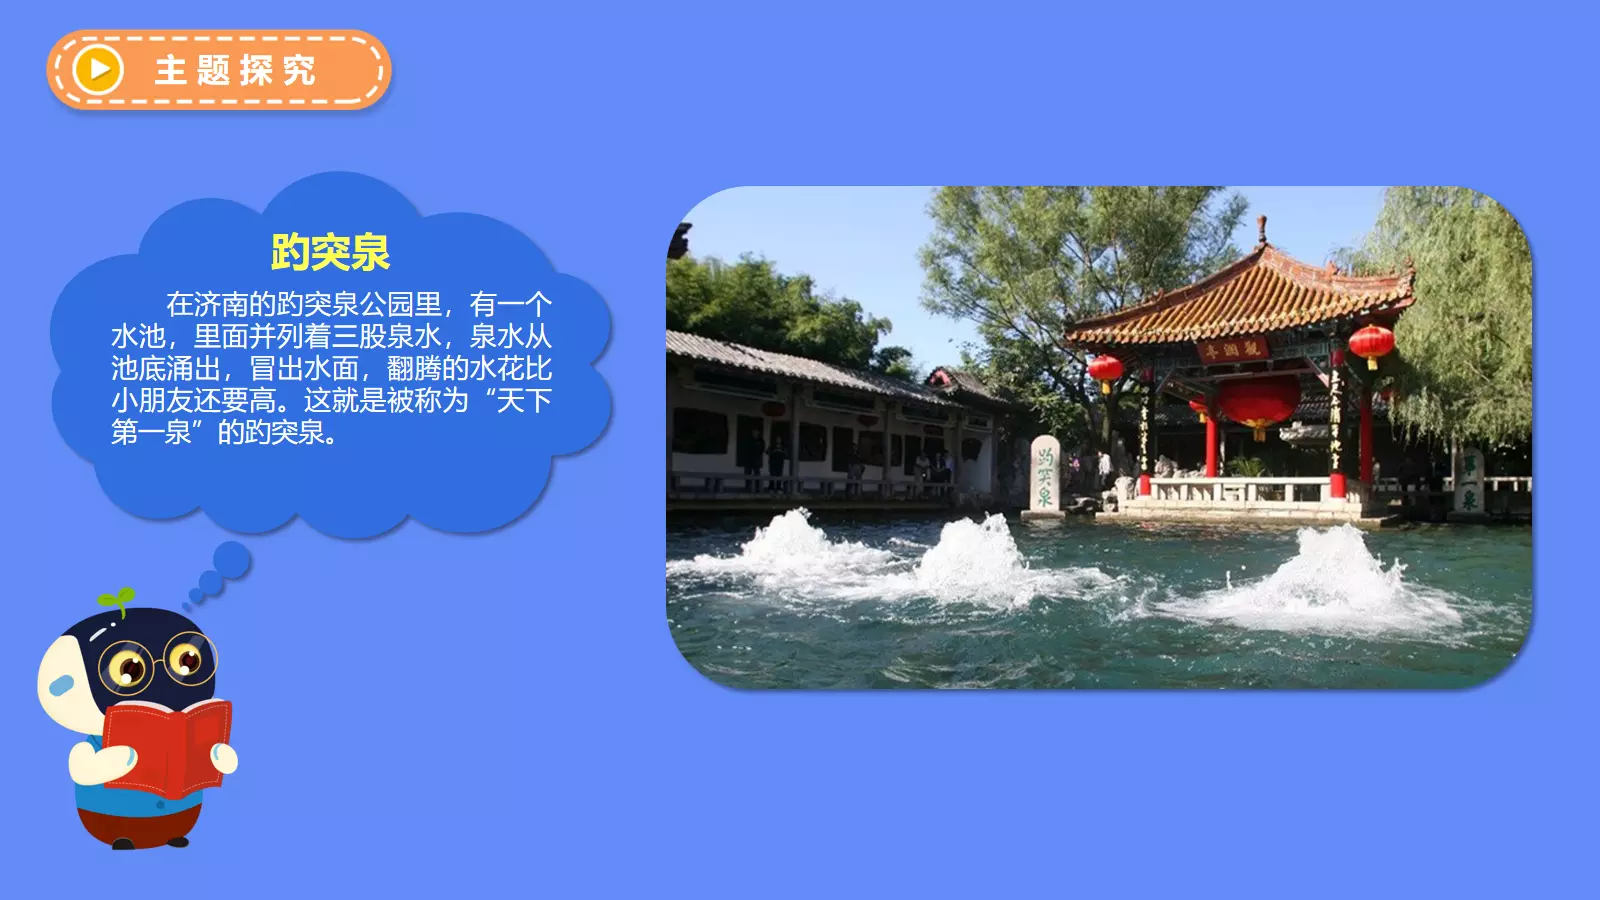 主题探究
趵突泉
在济南的趵突泉公园里，有一个
水池，里面并列着三股泉水，泉水从
池底涌出，冒出水面，翻腾的水花比
小朋友还要高。这就是被称为“天下
第一泉”的趵突泉。
亭澜觀
趵突泉
第一泉